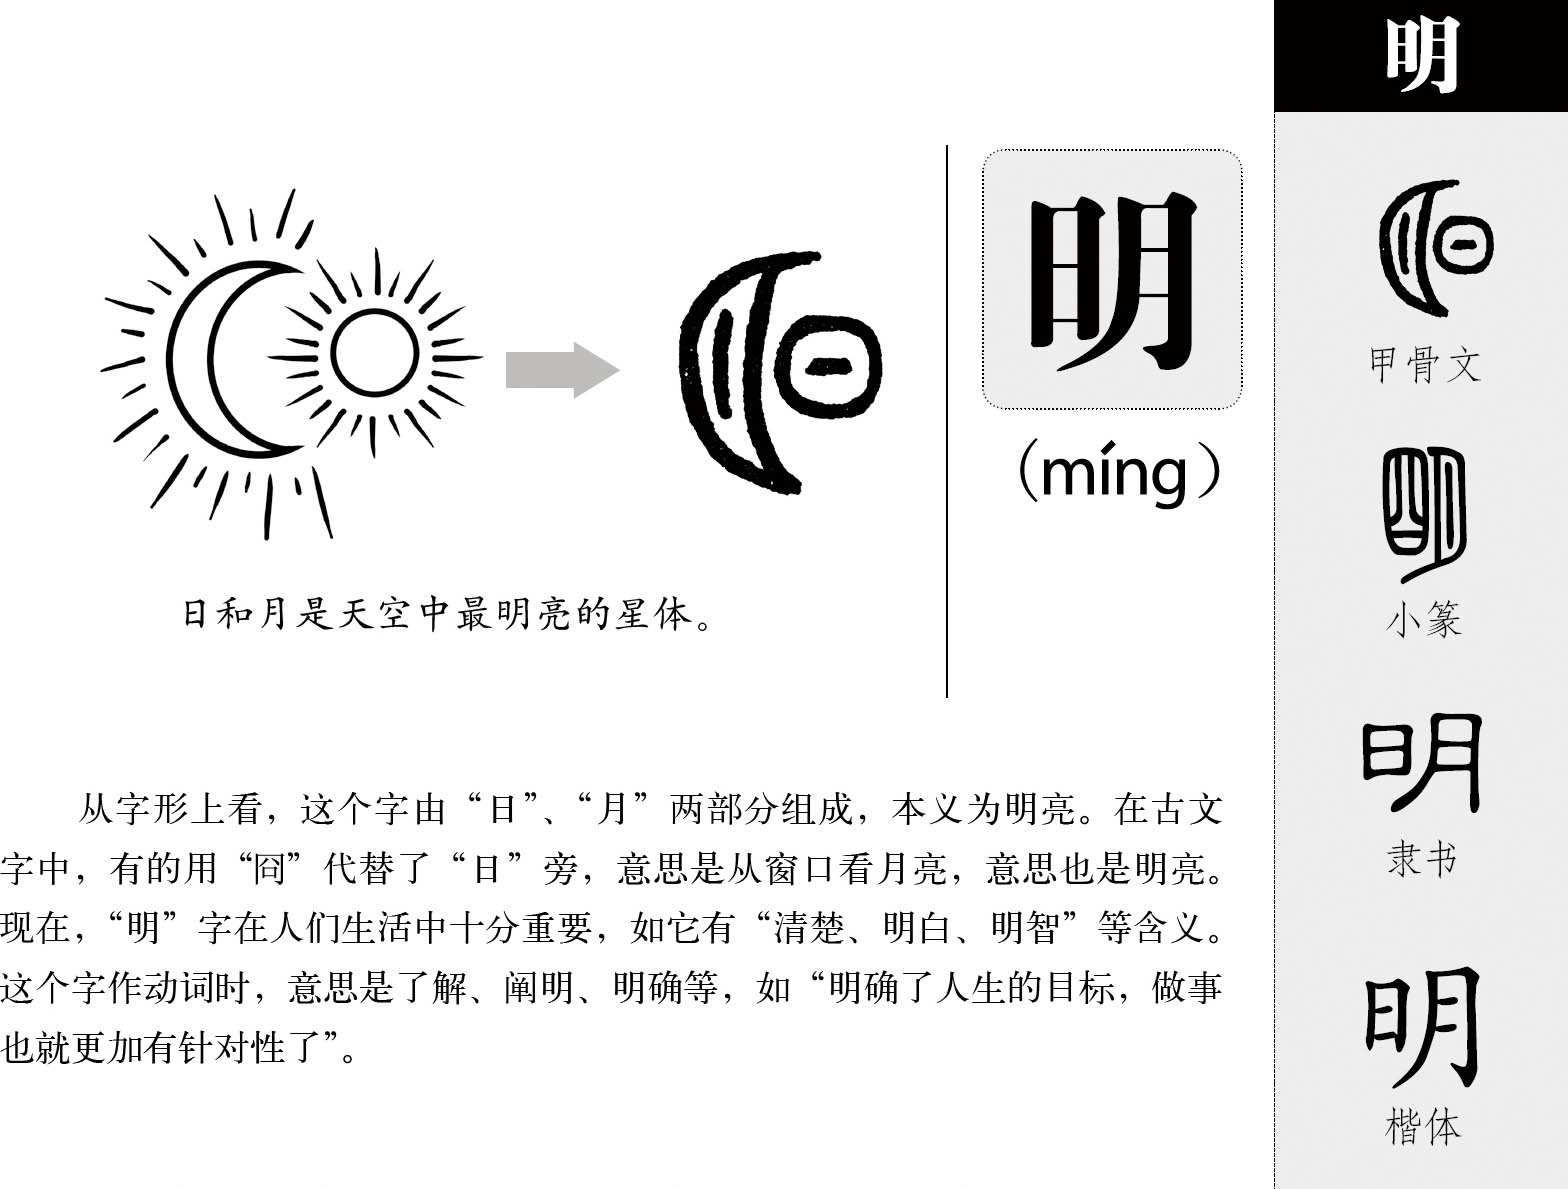 明
(míng)
日和月是天空中最明亮的星体。
从字形上看，这个字由“日”、“月”两部分组成，本义为明亮。在古文
字中，有的用“囧”代替了“日”旁，意思是从窗口看月亮，意思也是明亮。
现在，“明”字在人们生活中十分重要，如它有“清楚、明白、明智”等含义。
这个字作动词时，意思是了解、阐明、明确等，如“明确了人生的目标，做事
也就更加有针对性了”。
明
甲骨文
小篆
明
隶书
明
楷体